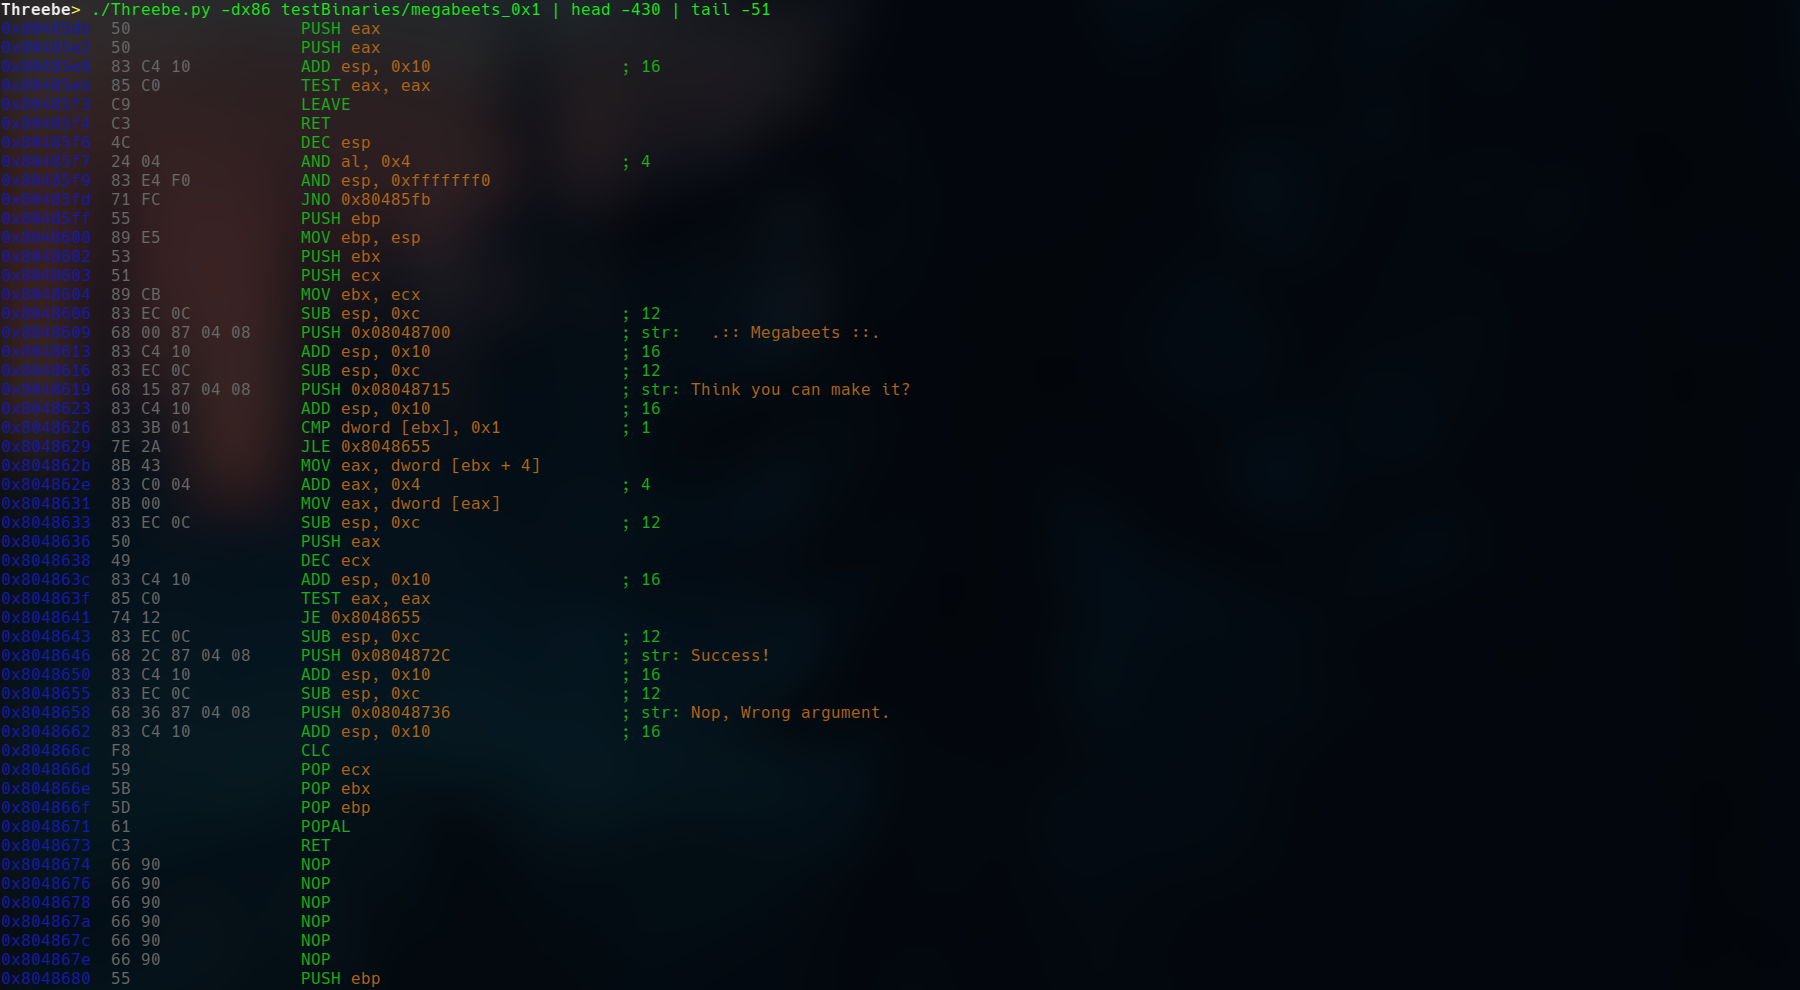 Threebe> ./Threebe.py -dx86 testBinaries/megabeets_0x1 | head -430 | tail -51
0x80485dd 50 PUSH eax
0x80485e2 50 PUSH eax
0x80485e8 83 C4 10 ADD esp, 0x10 ; 16
0x80485eb 85 C0 TEST eax, eax
0x80485f3 C9 LEAVE
0x80485f4 C3 RET
0x80485f6 4C DEC esp
0x80485f7 24 04 AND al, 0x4 ; 4
0x80485f9 83 E4 F0 AND esp, 0xfffffff0
0x80485fd 71 FC JNO 0x80485fb
0x80485ff 55 PUSH ebp
0x8048600 89 E5 MOV ebp, esp
0x8048602 53 PUSH ebx
0x8048603 51 PUSH ecx
0x8048604 89 CB MOV ebx, ecx
0x8048606 83 EC 0C SUB esp, 0xc ; 12
0x8048609 68 00 87 04 08 PUSH 0x08048700 ; str:   .:: Megabeets ::.
0x8048613 83 C4 10 ADD esp, 0x10 ; 16
0x8048616 83 EC 0C SUB esp, 0xc ; 12
0x8048619 68 15 87 04 08 PUSH 0x08048715 ; str: Think you can make it?
0x8048623 83 C4 10 ADD esp, 0x10 ; 16
0x8048626 83 3B 01 CMP dword [ebx], 0x1 ; 1
0x8048629 7E 2A JLE 0x8048655
0x804862b 8B 43 MOV eax, dword [ebx + 4]
0x804862e 83 C0 04 ADD eax, 0x4 ; 4
0x8048631 8B 00 MOV eax, dword [eax]
0x8048633 83 EC 0C SUB esp, 0xc ; 12
0x8048636 50 PUSH eax
0x8048638 49 DEC ecx
0x804863c 83 C4 10 ADD esp, 0x10 ; 16
0x804863f 85 C0 TEST eax, eax
0x8048641 74 12 JE 0x8048655
0x8048643 83 EC 0C SUB esp, 0xc ; 12
0x8048646 68 2C 87 04 08 PUSH 0x0804872C ; str: Success!
0x8048650 83 C4 10 ADD esp, 0x10 ; 16
0x8048655 83 EC 0C SUB esp, 0xc ; 12
0x8048658 68 36 87 04 08 PUSH 0x08048736 ; str: Nop, Wrong argument.
0x8048662 83 C4 10 ADD esp, 0x10 ; 16
0x804866c F8 CLC
0x804866d 59 POP ecx
0x804866e 5B POP ebx
0x804866f 5D POP ebp
0x8048671 61 POPAL
0x8048673 C3 RET
0x8048674 66 90 NOP
0x8048676 66 90 NOP
0x8048678 66 90 NOP
0x804867a 66 90 NOP
0x804867c 66 90 NOP
0x804867e 66 90 NOP
0x8048680 55 PUSH ebp